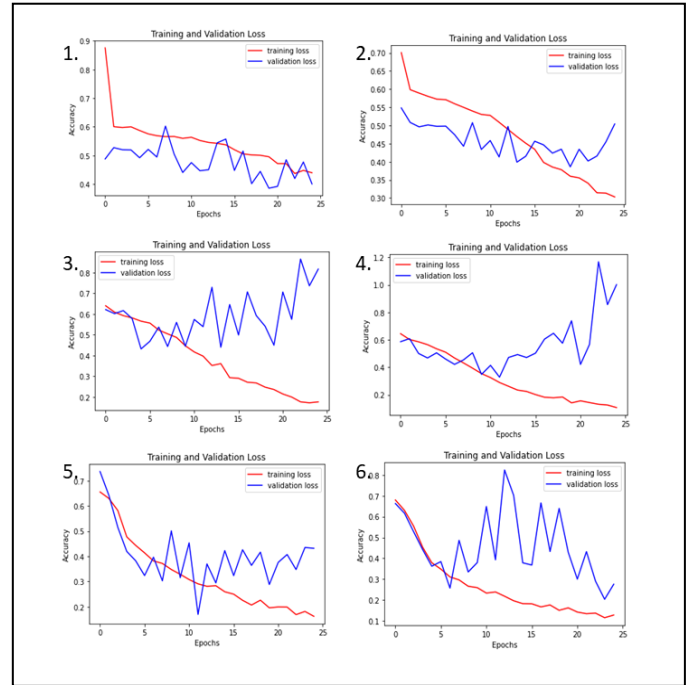 1.
Training and Validation Loss
training loss
validation loss
Accuracy
0.9
0.8
0.7
0.6
0.5
0.4
0 5 10 15 20 25
Epochs
2.
Training and Validation Loss
training loss
validation loss
Accuracy
0.70
0.65
0.60
0.55
0.50
0.45
0.40
0.35
0.30
0 5 10 15 20 25
Epochs
3.
Training and Validation Loss
training loss
validation loss
Accuracy
0.8
0.7
0.6
0.5
0.4
0.3
0.2
0 5 10 15 20 25
Epochs
4.
Training and Validation Loss
training loss
validation loss
Accuracy
1.2
1.0
0.8
0.6
0.4
0.2
0 5 10 15 20 25
Epochs
5.
Training and Validation Loss
training loss
validation loss
Accuracy
0.7
0.6
0.5
0.4
0.3
0.2
0 5 10 15 20 25
Epochs
6.
Training and Validation Loss
training loss
validation loss
Accuracy
0.8
0.7
0.6
0.5
0.4
0.3
0.2
0.1
0 5 10 15 20 25
Epochs